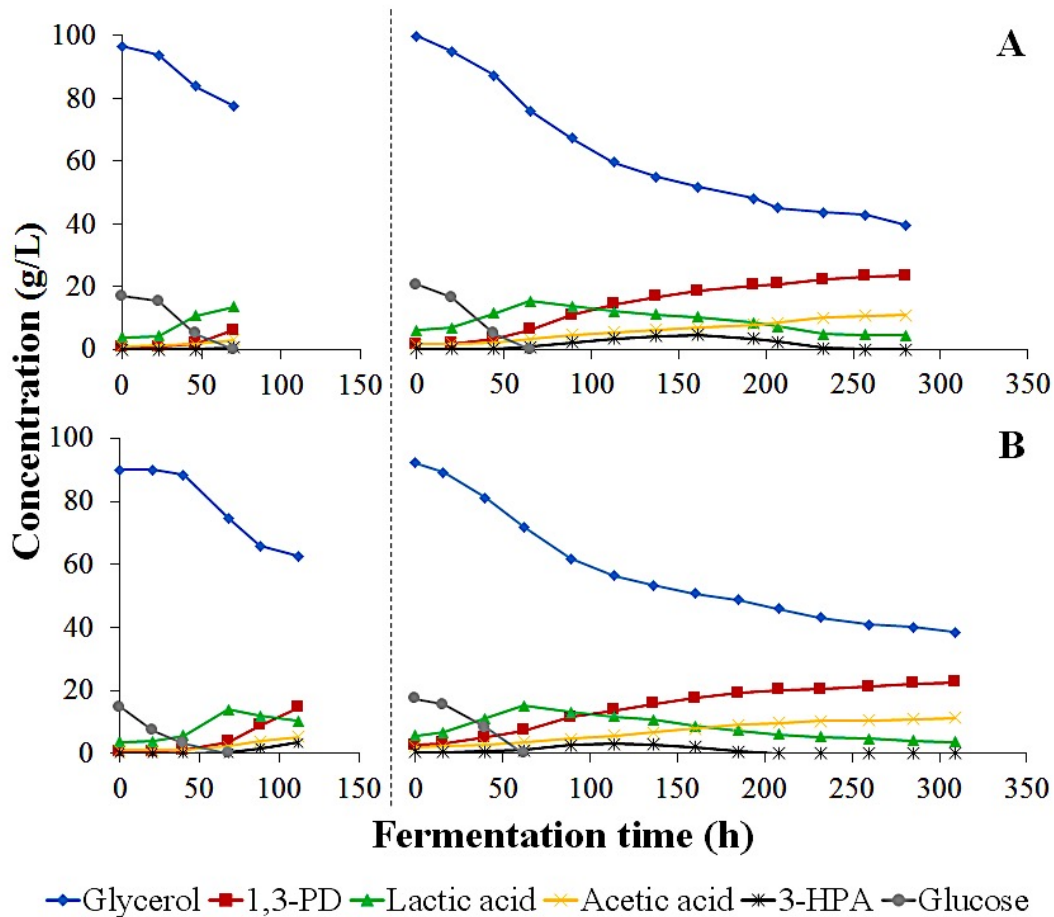 100
80
60
40
20
0
0 50 100 150
A
0 50 100 150 200 250 300 350
Concentration (g/L)
100
80
60
40
20
0
0 50 100 150
B
0 50 100 150 200 250 300 350
Fermentation time (h)
Glycerol 1,3-PD Lactic acid Acetic acid 3-HPA Glucose